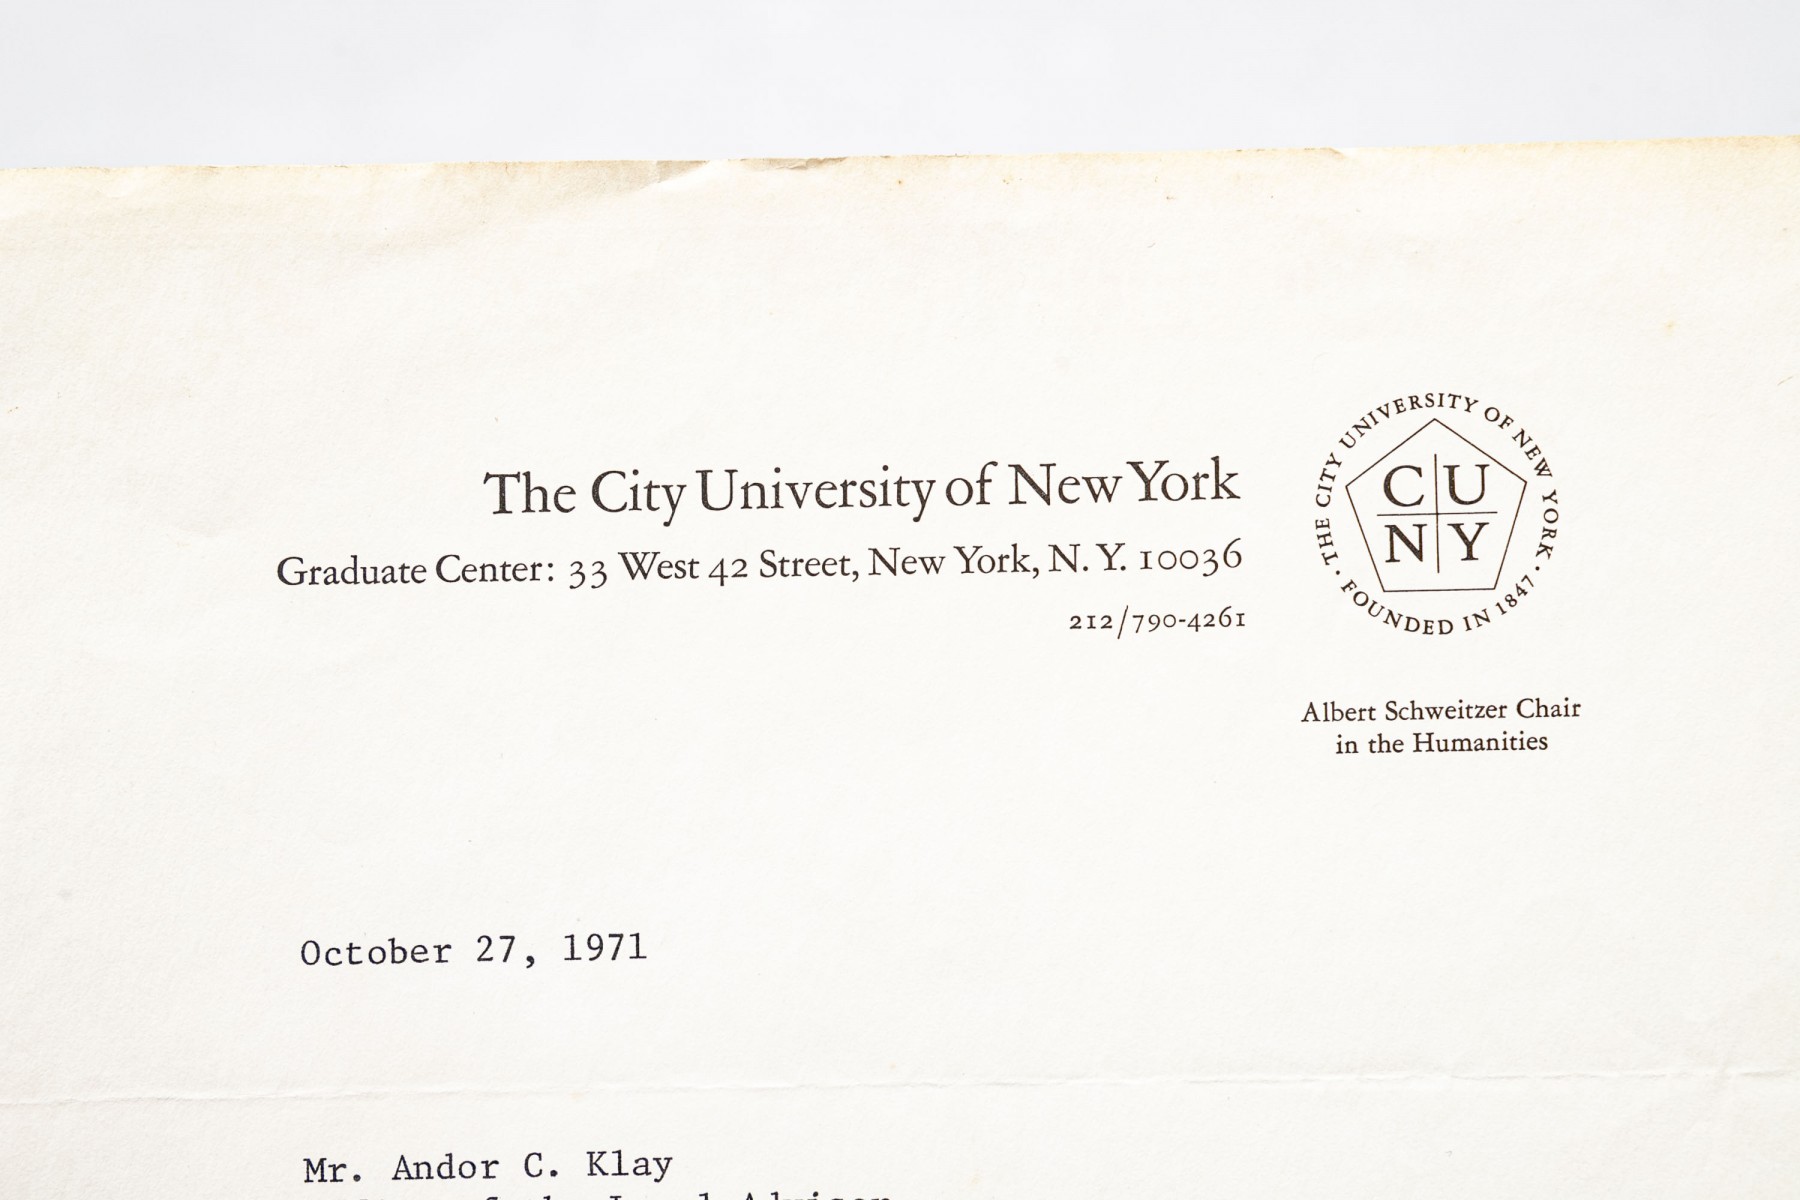 The City University of New York
Graduate Center: 33 West 42 Street, New York, N. Y. 10036
212/790-4261
THE CITY UNIVERSITY OF NEW YORK · FOUNDED IN 1847 ·
C U
N Y
Albert Schweitzer Chair
in the Humanities
October 27, 1971
Mr. Andor C. Klay
Legal Advisor